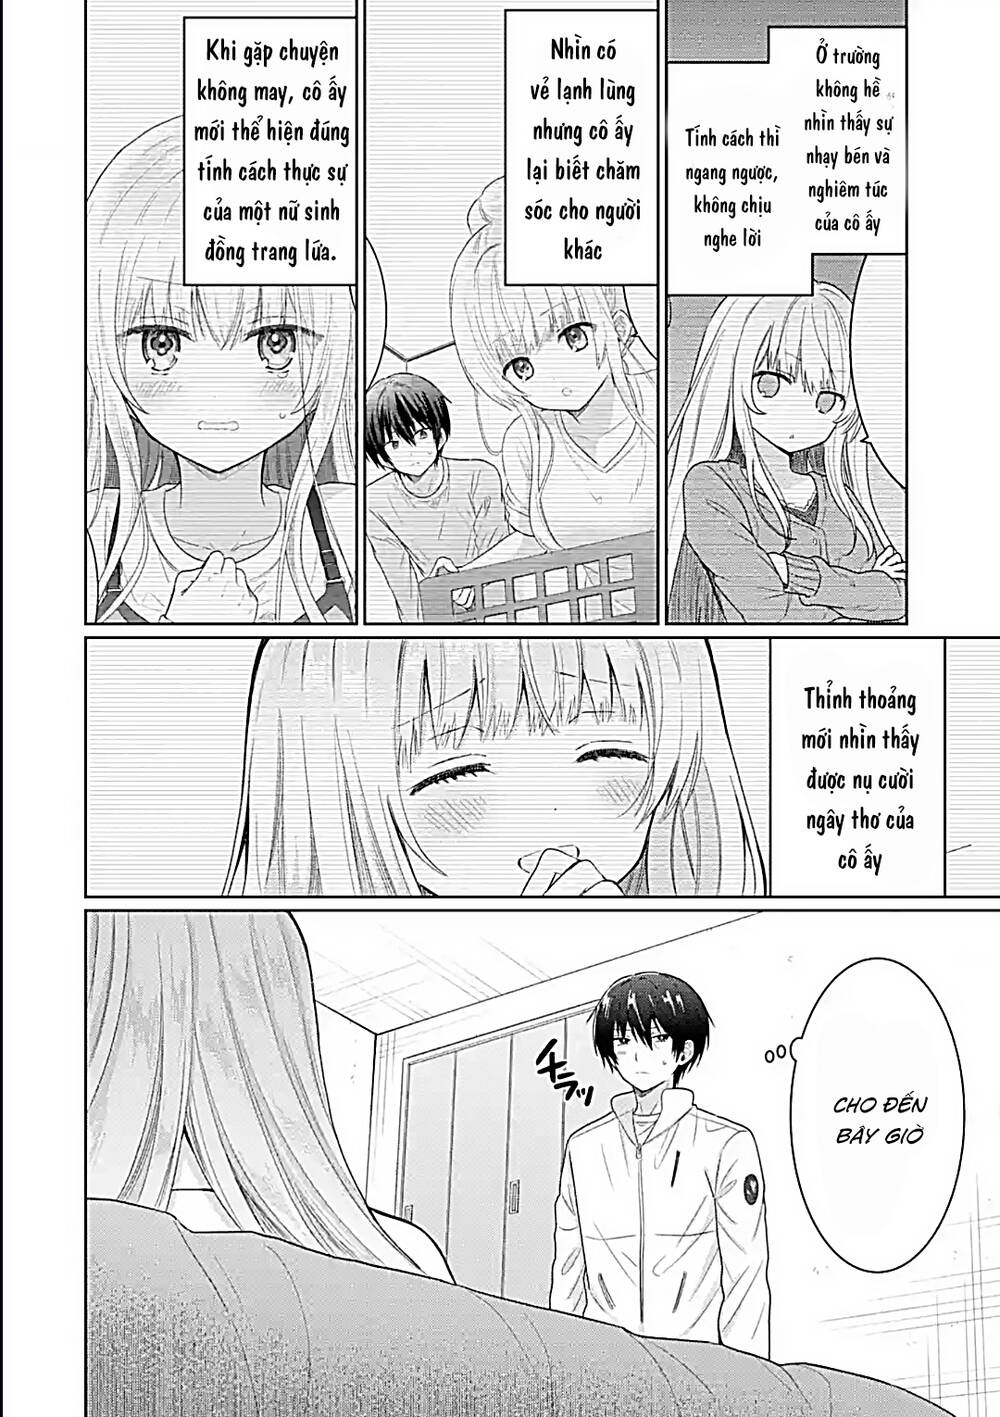 Ở trường
không hề
nhìn thấy sự
nhạy bén và
nghiêm túc
của cô ấy
Tính cách thì
ngang ngược,
không chịu
nghe lời
Nhìn có
vẻ lạnh lùng
nhưng cô ấy
lại biết chăm
sóc cho người
khác
Khi gặp chuyện
không may, cô ấy
mới thể hiện đúng
tính cách thực sự
của một nữ sinh
đồng trang lứa.
Thỉnh thoảng
mới nhìn thấy
được nụ cười
ngây thơ của
cô ấy
CHO ĐẾN
BÂY GIỜ
チラッ